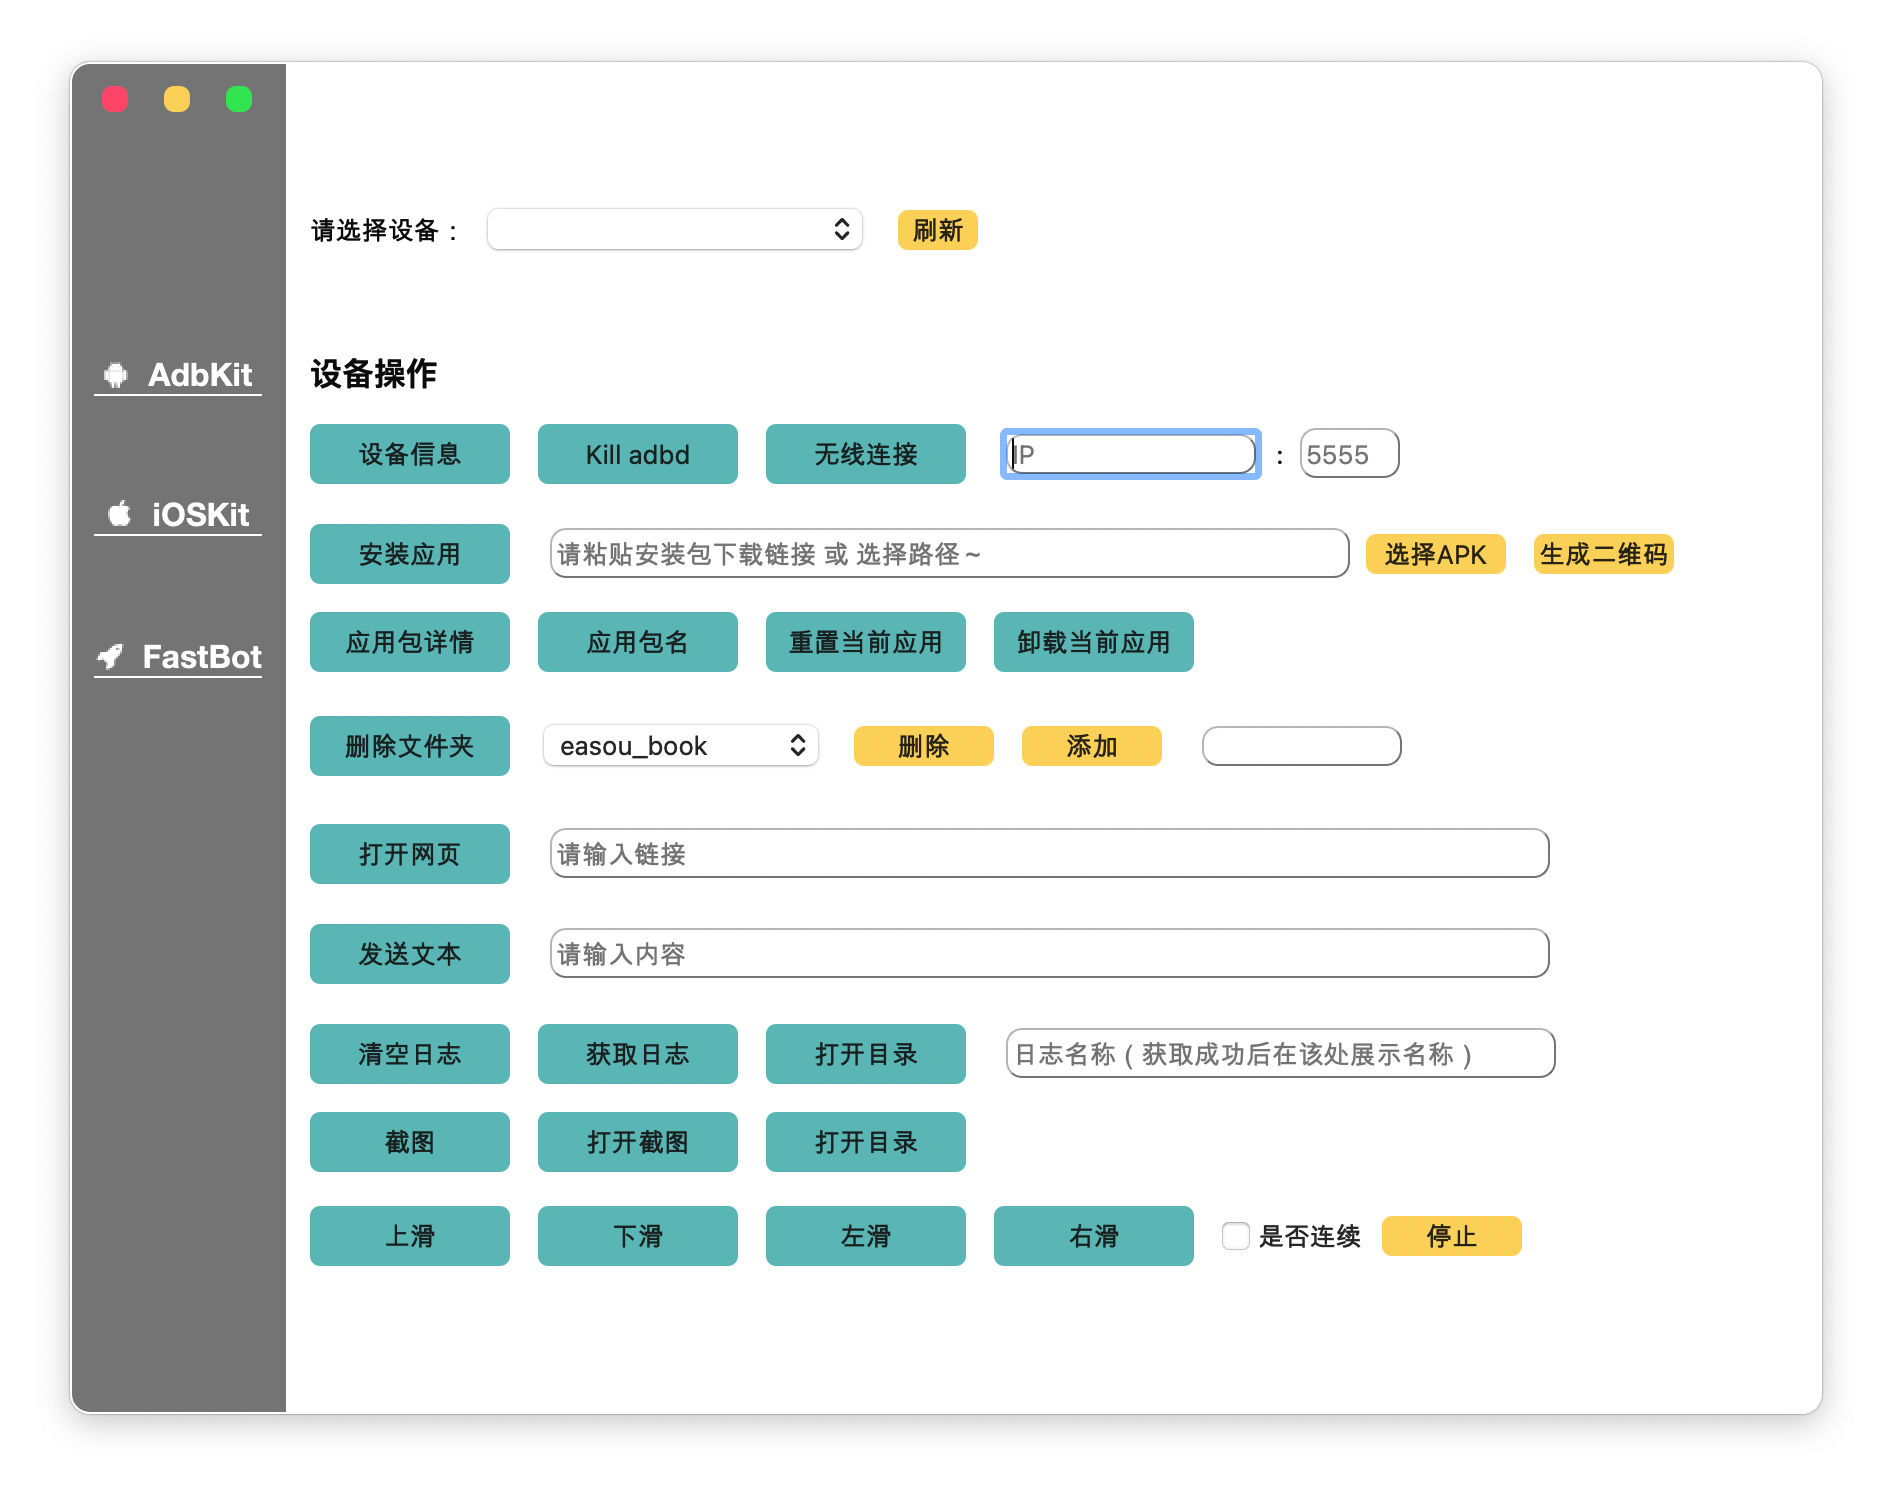 请选择设备：
刷新
AdbKit
iOSKit
FastBot
设备操作
设备信息 Kill adbd 无线连接 IP : 5555
安装应用 请粘贴安装包下载链接 或 选择路径～ 选择APK 生成二维码
应用包详情 应用包名 重置当前应用 卸载当前应用
删除文件夹 easou_book 删除 添加
打开网页 请输入链接
发送文本 请输入内容
清空日志 获取日志 打开目录 日志名称（获取成功后在该处展示名称）
截图 打开截图 打开目录
上滑 下滑 左滑 右滑 是否连续 停止